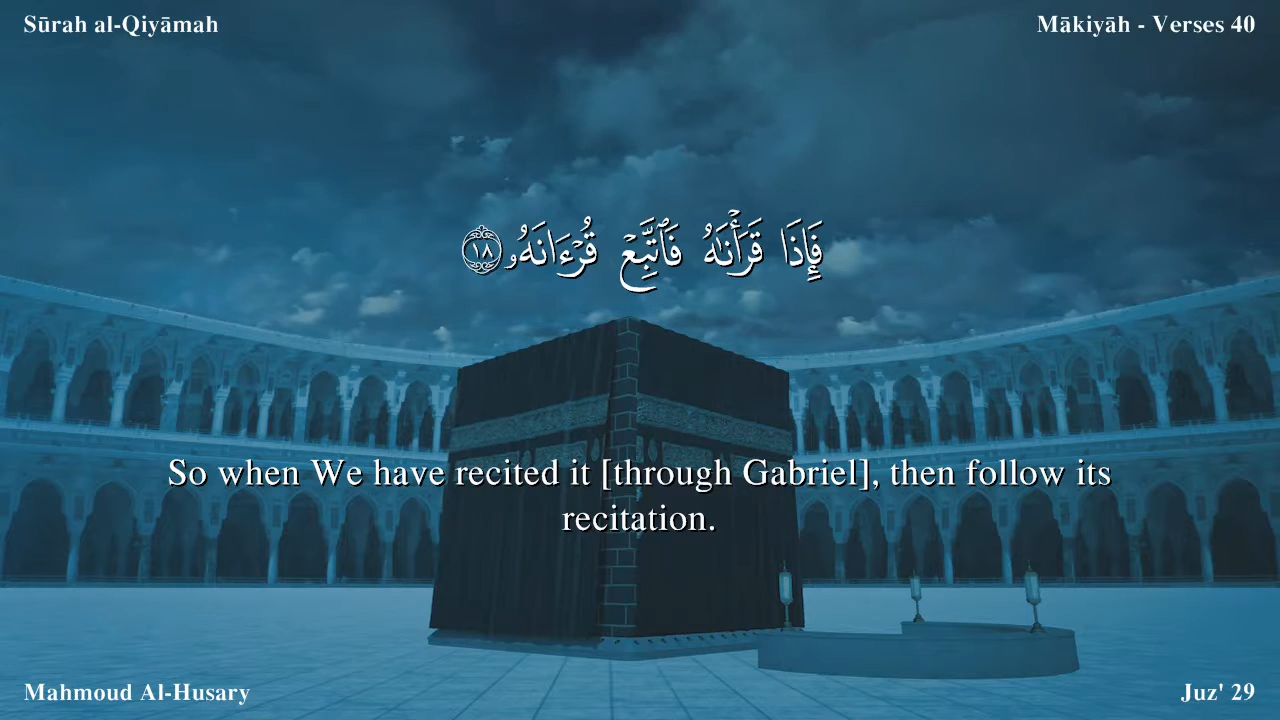 Sūrah al-Qiyāmah
Mākiyāh - Verses 40
فَإِذَا قَرَأْنَٰهُ فَٱتَّبِعْ قُرْءَانَهُۥ ١٨
So when We have recited it [through Gabriel], then follow its
recitation.
Mahmoud Al-Husary
Juz' 29